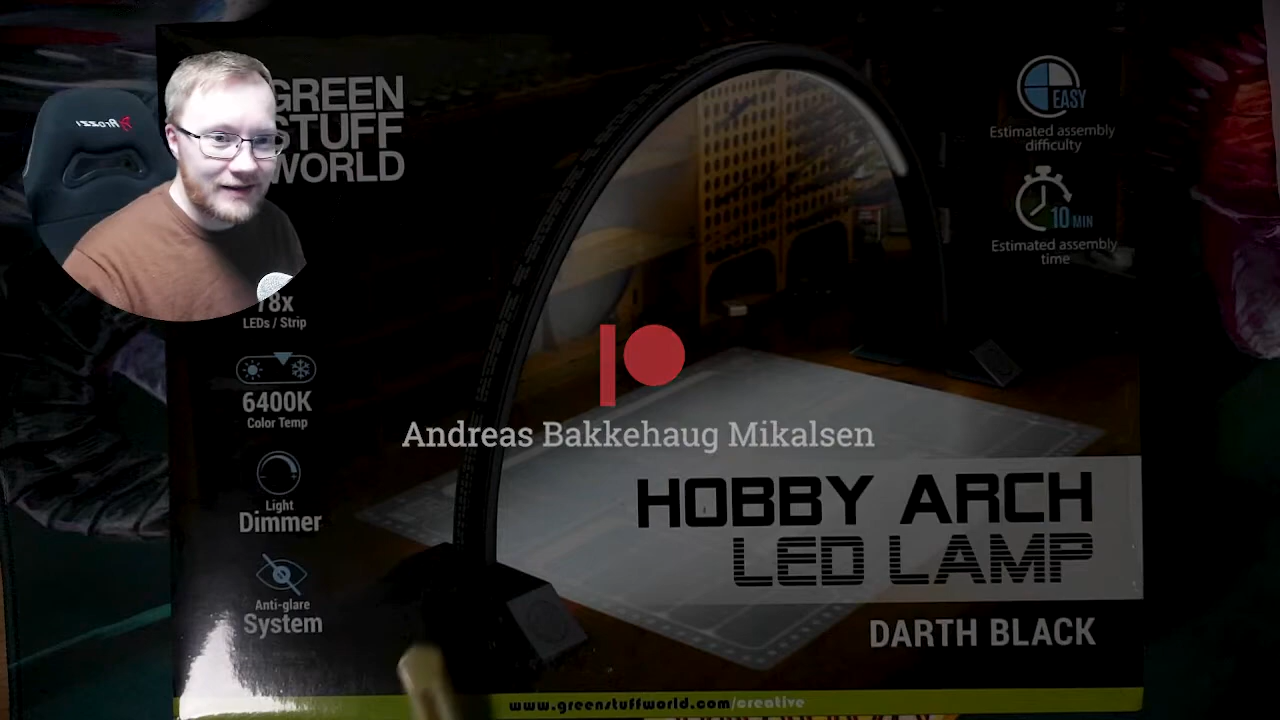 GREEN
STUFF
WORLD
EASY
Estimated assembly
difficulty
10 MIN
Estimated assembly
time
78x
LEDs / Strip
6400K
Color Temp
Light
Dimmer
Anti-glare
System
Andreas Bakkehaug Mikalsen
HOBBY ARCH
LED LAMP
DARTH BLACK
www.greenstuffworld.com/creative